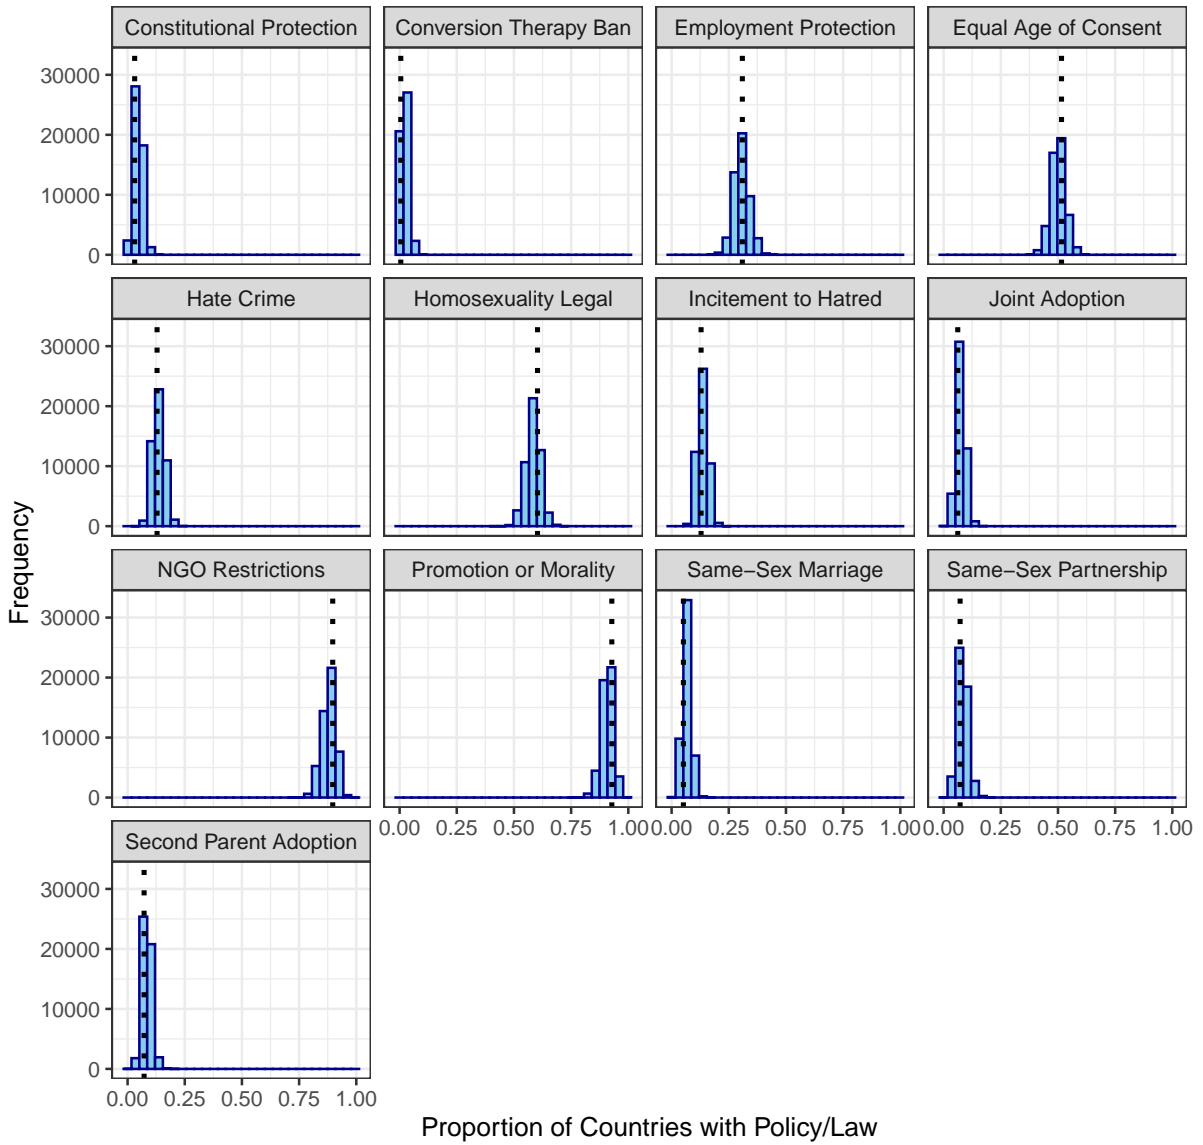 Constitutional Protection Conversion Therapy Ban Employment Protection Equal Age of Consent
30000
20000
10000
0
Hate Crime Homosexuality Legal Incitement to Hatred Joint Adoption
30000
20000
10000
0
NGO Restrictions Promotion or Morality Same−Sex Marriage Same−Sex Partnership
30000
20000
10000
0
0.00 0.25 0.50 0.75 1.00 0.00 0.25 0.50 0.75 1.00 0.00 0.25 0.50 0.75 1.00
Second Parent Adoption
30000
20000
10000
0
0.00 0.25 0.50 0.75 1.00
Frequency
Proportion of Countries with Policy/Law